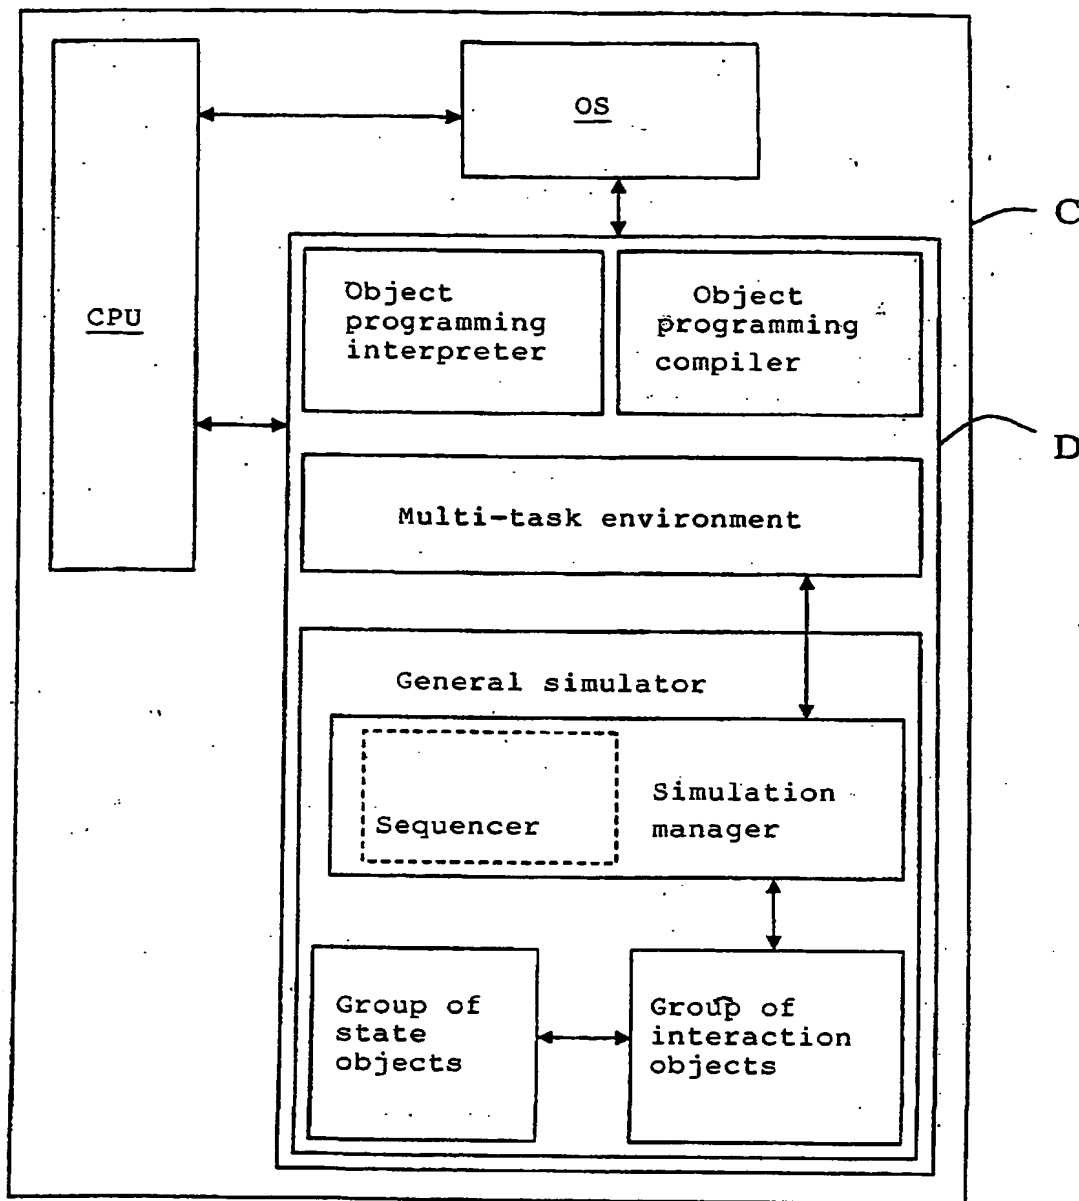 OS
C
CPU
Object
programming
interpreter
Object
programming
compiler
D
Multi-task environment
General simulator
Sequencer
Simulation
manager
Group of
state
objects
Group of
interaction
objects